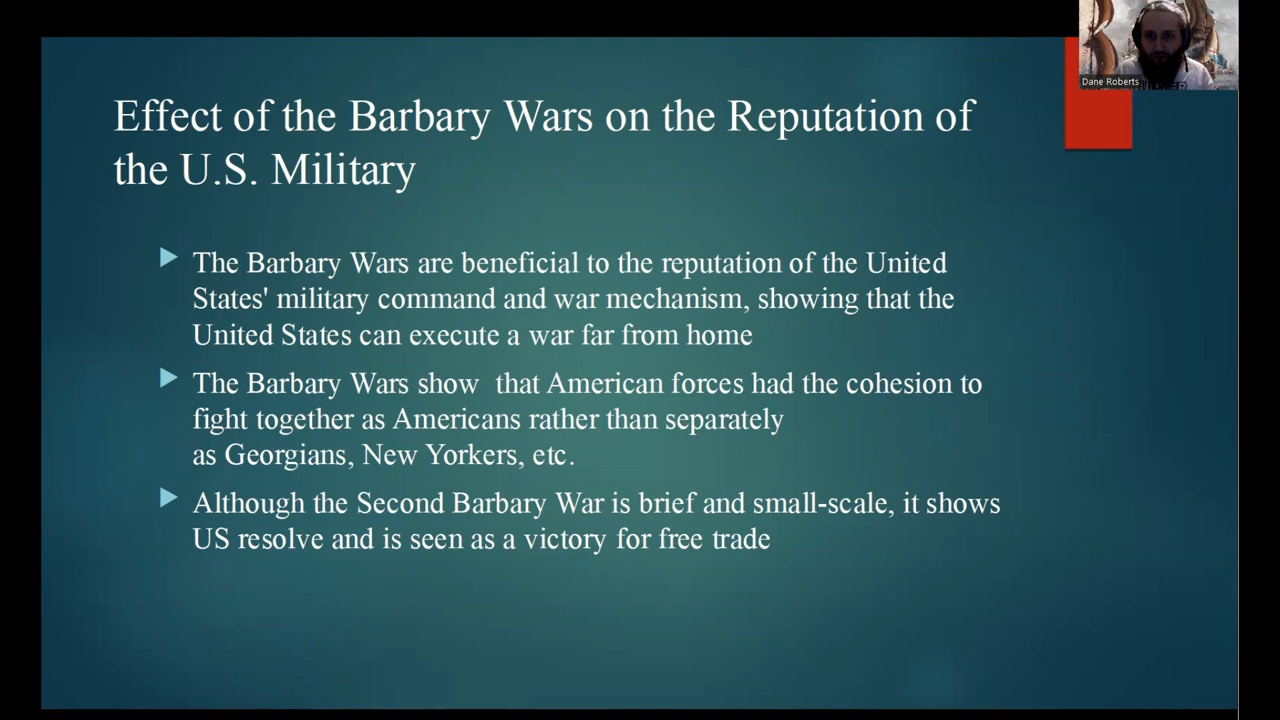 Dane Roberts
Effect of the Barbary Wars on the Reputation of
the U.S. Military
The Barbary Wars are beneficial to the reputation of the United
States' military command and war mechanism, showing that the
United States can execute a war far from home
The Barbary Wars show  that American forces had the cohesion to
fight together as Americans rather than separately
as Georgians, New Yorkers, etc.
Although the Second Barbary War is brief and small-scale, it shows
US resolve and is seen as a victory for free trade